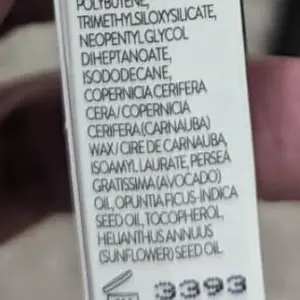 POLYBUTENE,
TRIMETHYLSILOXYSILICATE,
NEOPENTYL GLYCOL
DIHEPTANOATE,
ISODODECANE,
COPERNICIA CERIFERA
CERA/COPERNICIA
CERIFERA (CARNAUBA)
WAX/CIRE DE CARNAUBA,
ISOAMYL LAURATE, PERSEA
GRATISSIMA (AVOCADO)
OIL, OPUNTIA FICUS-INDICA
SEED OIL, TOCOPHEROL,
HELIANTHUS ANNUUS
(SUNFLOWER) SEED OIL
3393